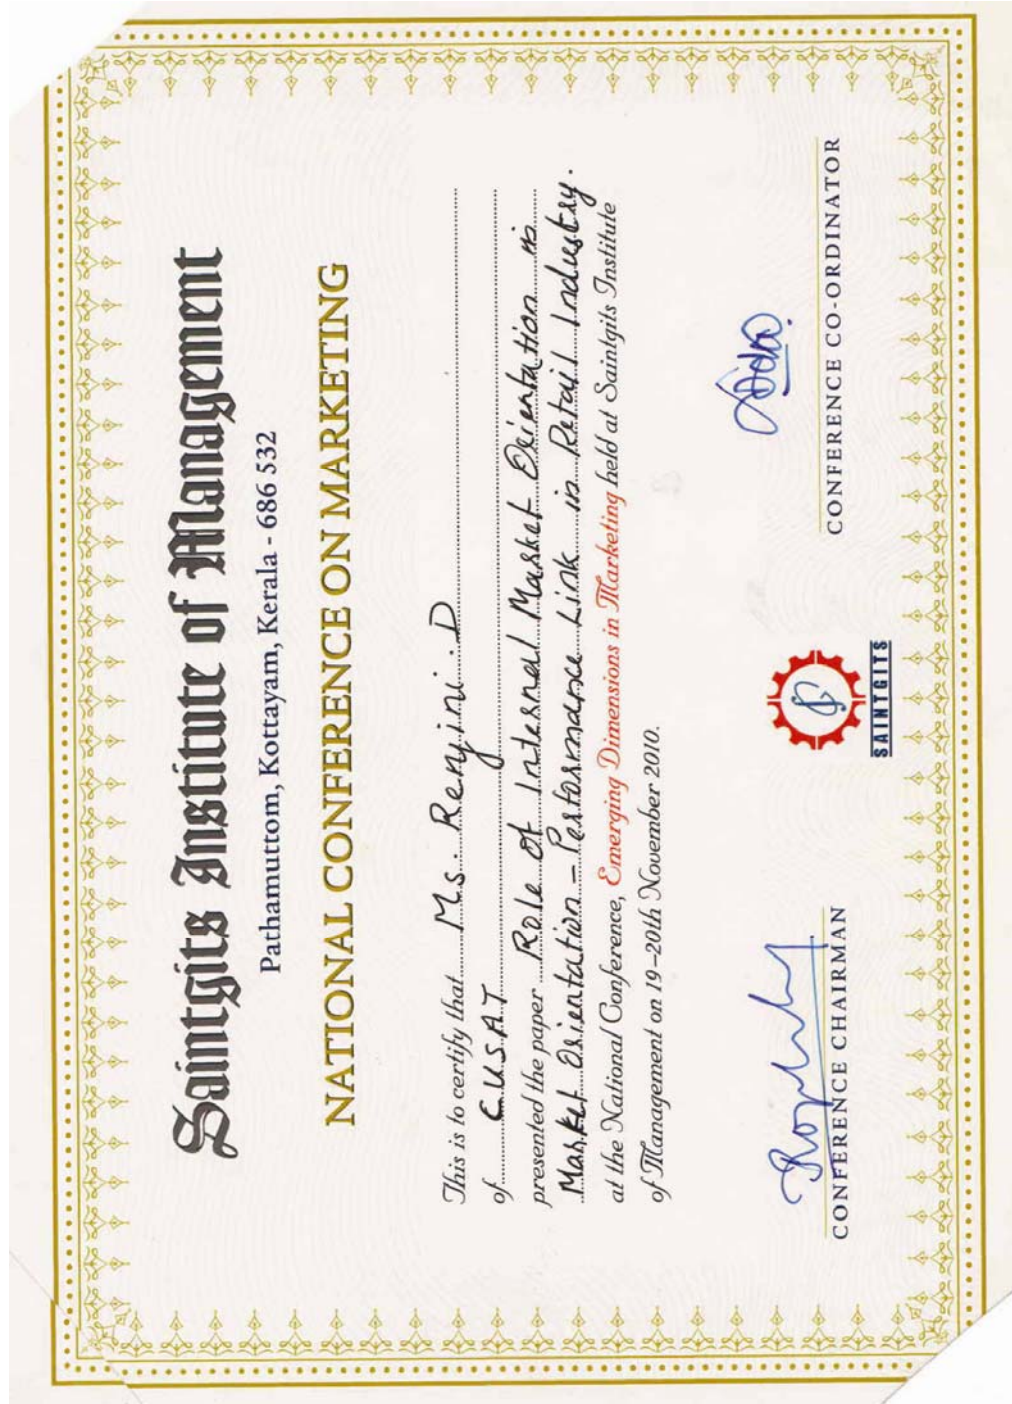 Saintgits Institute of Management
Pathamuttom, Kottayam, Kerala - 686 532
NATIONAL CONFERENCE ON MARKETING
This is to certify that Ms. Renjini. D
of CUSAT
presented the paper Role of Internal Market Orientation in
Market Orientation – Performance Link in Retail Industry.
at the National Conference, Emerging Dimensions in Marketing held at Saintgits Institute
of Management on 19-20th November 2010.
CONFERENCE CHAIRMAN
SAINTGITS
CONFERENCE CO-ORDINATOR